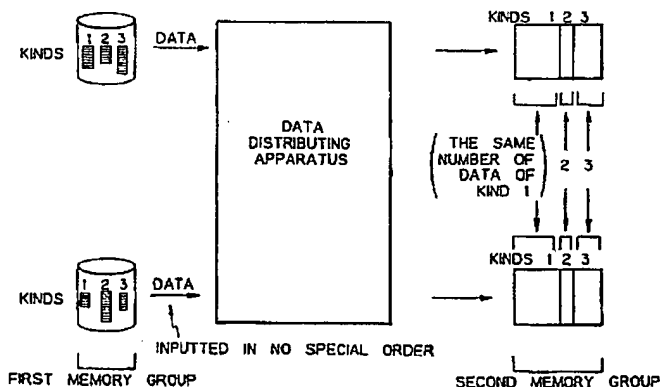 KINDS 1 2 3
1 2 3
KINDS
DATA
DATA
DISTRIBUTING
APPARATUS
THE SAME
NUMBER OF
DATA OF
KIND 1
2 3
KINDS
1 2 3
DATA
KINDS 1 2 3
INPUTTED IN NO SPECIAL ORDER
FIRST MEMORY GROUP
SECOND MEMORY GROUP